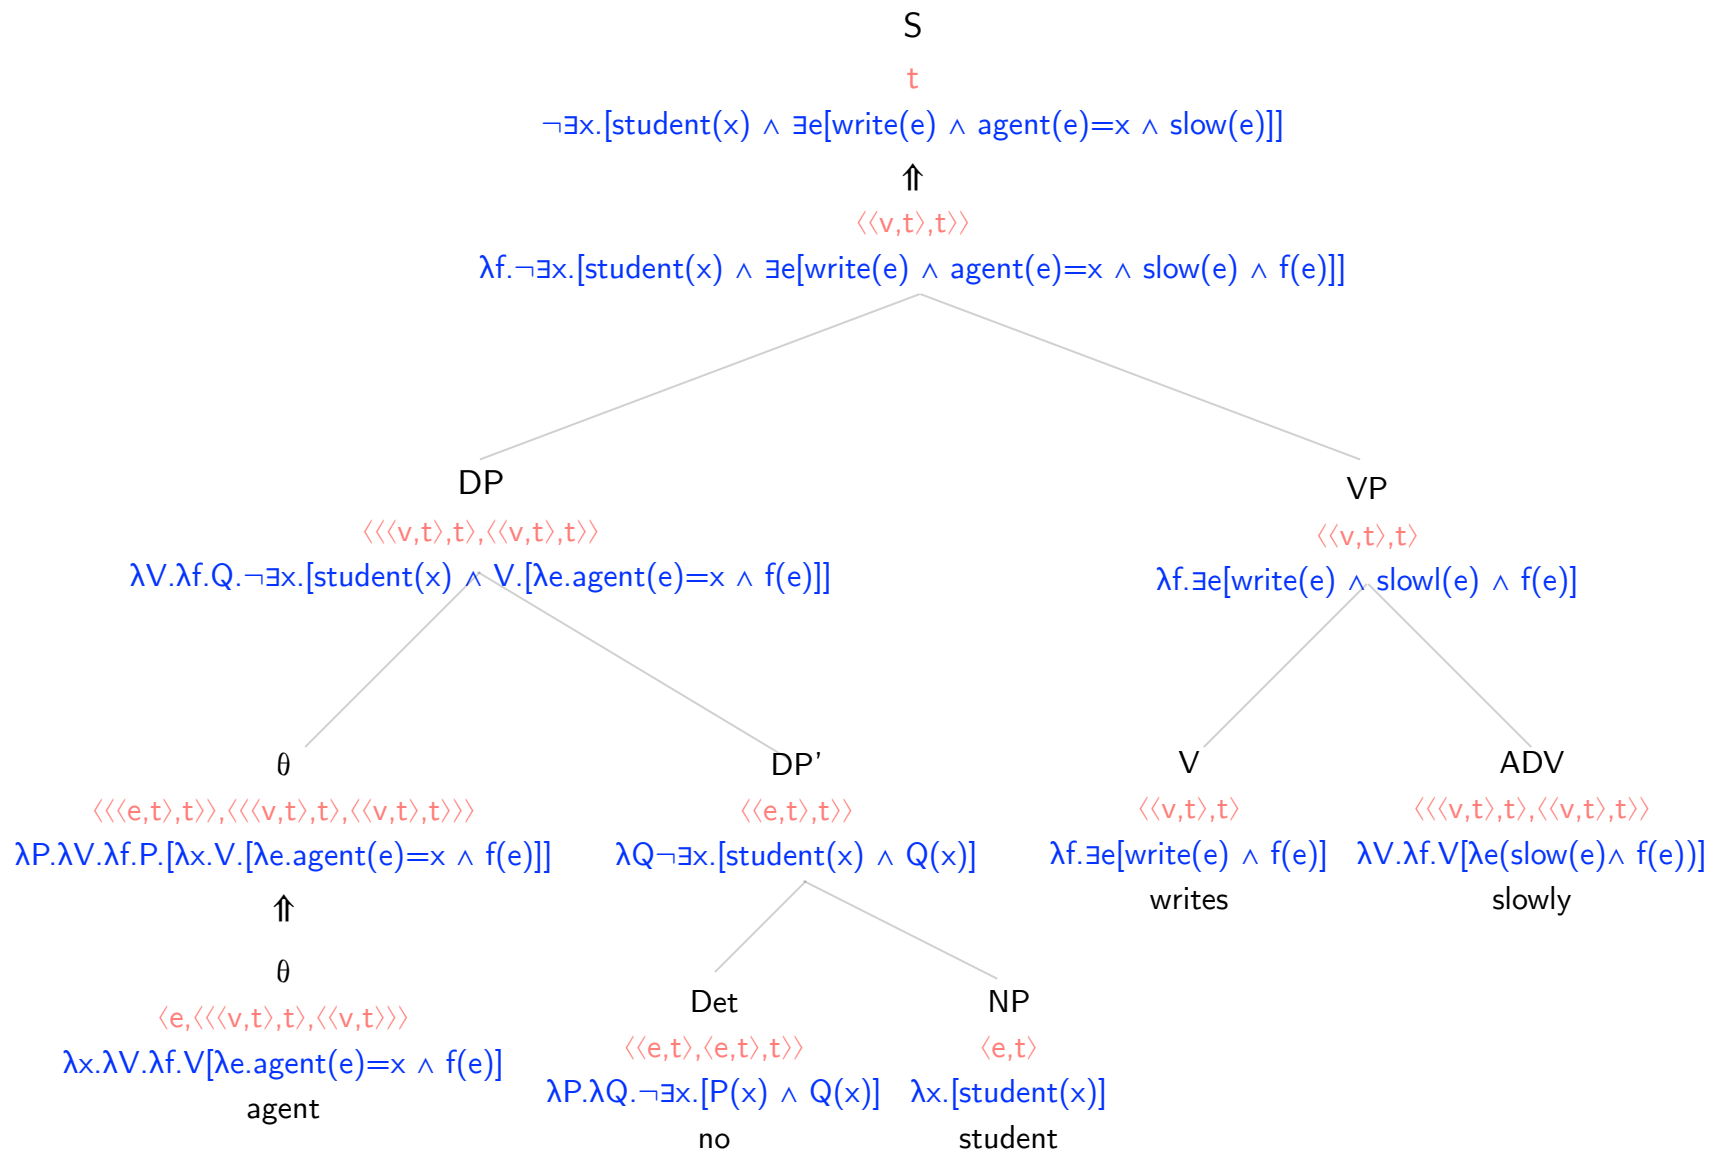 S
t
¬∃x.[student(x) ∧ ∃e[write(e) ∧ agent(e)=x ∧ slow(e)]]
⇑
⟨⟨v,t⟩,t⟩⟩
λf.¬∃x.[student(x) ∧ ∃e[write(e) ∧ agent(e)=x ∧ slow(e) ∧ f(e)]]
DP
VP
⟨⟨⟨v,t⟩,t⟩,⟨⟨v,t⟩,t⟩⟩
⟨⟨v,t⟩,t⟩
λV.λf.Q.¬∃x.[student(x) ∧ V.[λe.agent(e)=x ∧ f(e)]]
λf.∃e[write(e) ∧ slowl(e) ∧ f(e)]
θ
DP’
V
ADV
⟨⟨⟨e,t⟩,t⟩⟩,⟨⟨⟨v,t⟩,t⟩,⟨⟨v,t⟩,t⟩⟩⟩
⟨⟨e,t⟩,t⟩⟩
⟨⟨v,t⟩,t⟩
⟨⟨⟨v,t⟩,t⟩,⟨⟨v,t⟩,t⟩⟩
λP.λV.λf.P.[λx.V.[λe.agent(e)=x ∧ f(e)]]
λQ¬∃x.[student(x) ∧ Q(x)]
λf.∃e[write(e) ∧ f(e)]
λV.λf.V[λe(slow(e)∧ f(e))]
writes
slowly
⇑
θ
Det
NP
⟨e,⟨⟨⟨v,t⟩,t⟩,⟨⟨v,t⟩⟩⟩
⟨⟨e,t⟩,⟨e,t⟩,t⟩⟩
⟨e,t⟩
λx.λV.λf.V[λe.agent(e)=x ∧ f(e)]
λP.λQ.¬∃x.[P(x) ∧ Q(x)]
λx.[student(x)]
agent
no
student